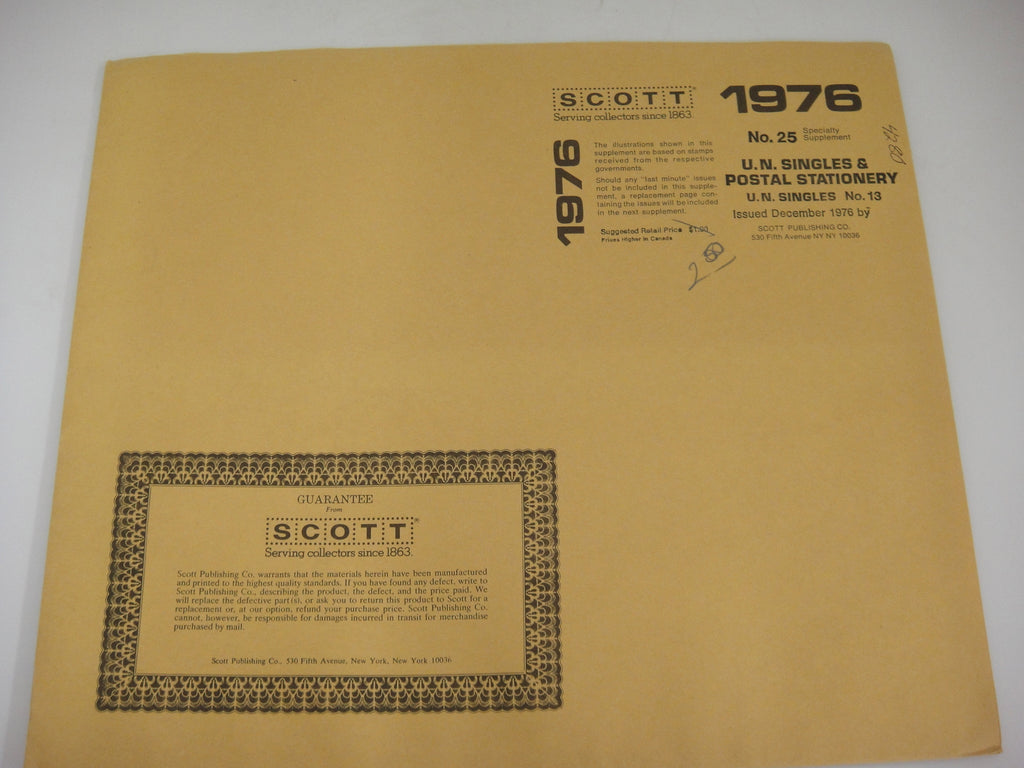 SCOTT®
Serving collectors since 1863.
1976
The illustrations shown in this
supplement are based on stamps
received from the respective
governments.
Should any "last minute" issues
not be included in this supple-
ment, a replacement page con-
taining the issues will be included
in the next supplement.
Suggested Retail Price $1.00
Prices Higher in Canada
2 50
1976
No. 25 Specialty
Supplement
U.N. SINGLES &
POSTAL STATIONERY
U.N. SINGLES No. 13
Issued December 1976 by
SCOTT PUBLISHING CO.
530 Fifth Avenue NY NY 10036
GUARANTEE
From
SCOTT®
Serving collectors since 1863.
Scott Publishing Co. warrants that the materials herein have been manufactured
and printed to the highest quality standards. If you have found any defect, write to
Scott Publishing Co., describing the product, the defect, and the price paid. We
will replace the defective part(s), or ask you to return this product to Scott for a
replacement or, at our option, refund your purchase price. Scott Publishing Co.
cannot, however, be responsible for damages incurred in transit for merchandise
purchased by mail.
Scott Publishing Co., 530 Fifth Avenue, New York, New York 10036